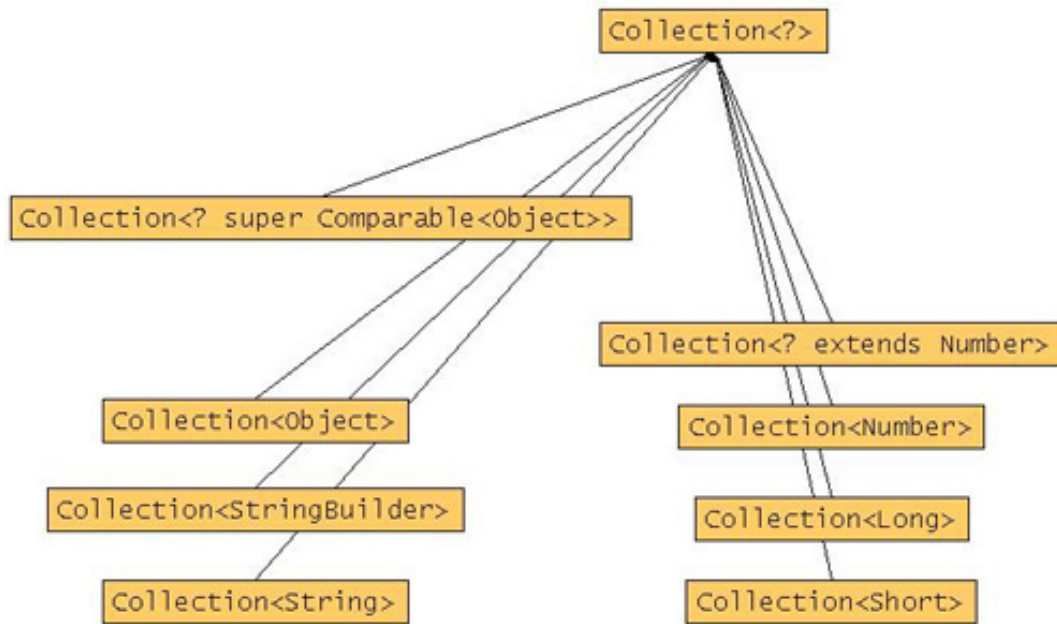 Collection<?>
Collection<? super Comparable<Object>>
Collection<? extends Number>
Collection<Object>
Collection<Number>
Collection<StringBuilder>
Collection<Long>
Collection<String>
Collection<Short>